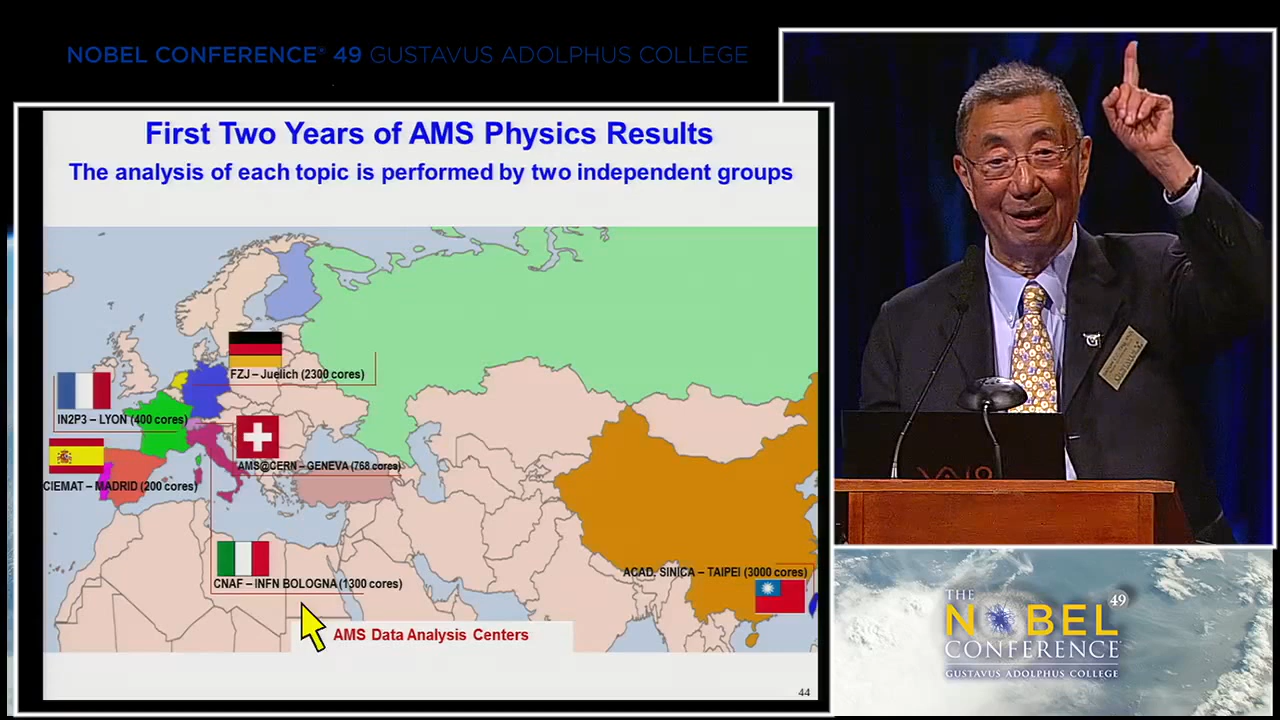 NOBEL CONFERENCE® 49 GUSTAVUS ADOLPHUS COLLEGE
First Two Years of AMS Physics Results
The analysis of each topic is performed by two independent groups
FZJ – Juelich (2300 cores)
IN2P3 – LYON (400 cores)
AMS@CERN – GENEVA (768 cores)
CIEMAT – MADRID (200 cores)
CNAF – INFN BOLOGNA (1300 cores)
ACAD. SINICA – TAIPEI (3000 cores)
AMS Data Analysis Centers
44
VAIO
THE
49
NOBEL
CONFERENCE
GUSTAVUS ADOLPHUS COLLEGE